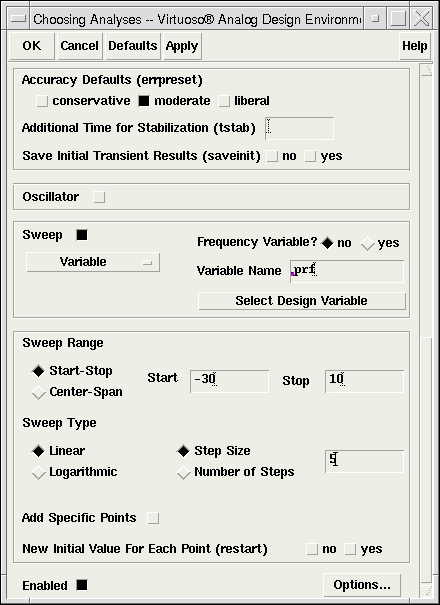 Choosing Analyses -- Virtuoso® Analog Design Environm
OK Cancel Defaults Apply Help
Accuracy Defaults (errpreset)
conservative moderate liberal
Additional Time for Stabilization (tstab)
Save Initial Transient Results (saveinit) no yes
Oscillator
Sweep Frequency Variable? no yes
Variable
Variable Name prf
Select Design Variable
Sweep Range
Start-Stop Start -30 Stop 10
Center-Span
Sweep Type
Linear Step Size 5
Logarithmic Number of Steps
Add Specific Points
New Initial Value For Each Point (restart) no yes
Enabled Options...